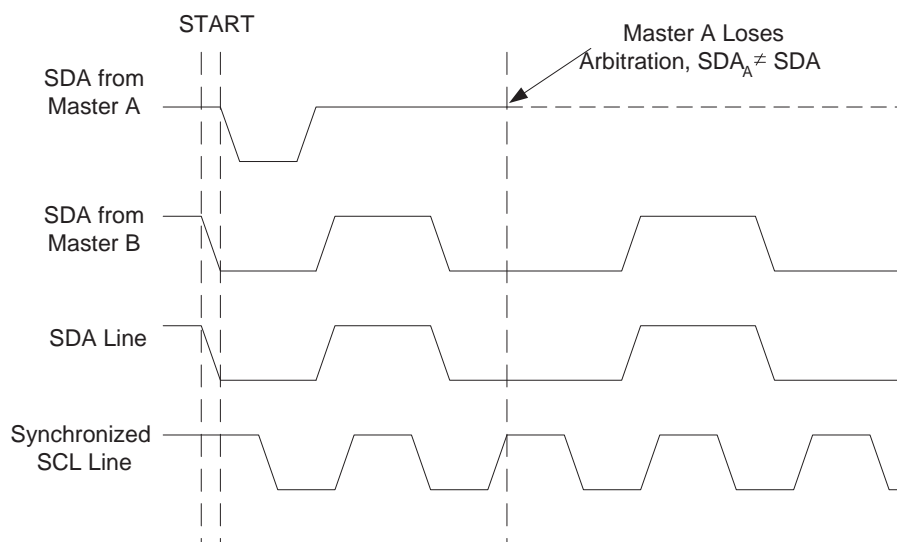 START
Master A Loses
Arbitration, SDA_A ≠ SDA
SDA from
Master A
SDA from
Master B
SDA Line
Synchronized
SCL Line